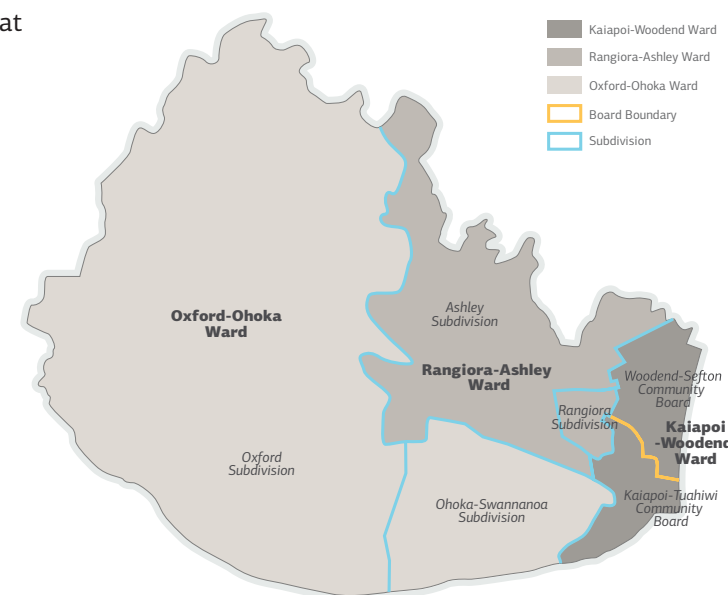 at
Kaiapoi-Woodend Ward
Rangiora-Ashley Ward
Oxford-Ohoka Ward
Board Boundary
Subdivision
Oxford-Ohoka
Ward
Ashley
Subdivision
Rangiora-Ashley
Ward
Woodend-Sefton
Community
Board
Rangiora
Subdivision
Kaiapoi
-Woodend
Ward
Oxford
Subdivision
Ohoka-Swannanoa
Subdivision
Kaiapoi-Tuahiwi
Community
Board